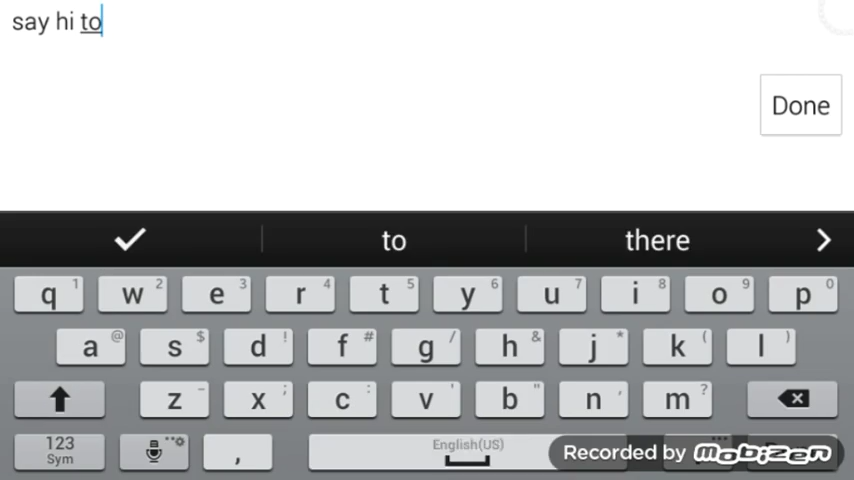 say hi to
Done
to there
q 1 w 2 e 3 r 4 t 5 y 6 u 7 i 8 o 9 p 0
a @ s $ d ! f # g / h & j * k ( l )
z - x ; c : v ' b " n , m ?
123 Sym , English(US)
Recorded by mobizen